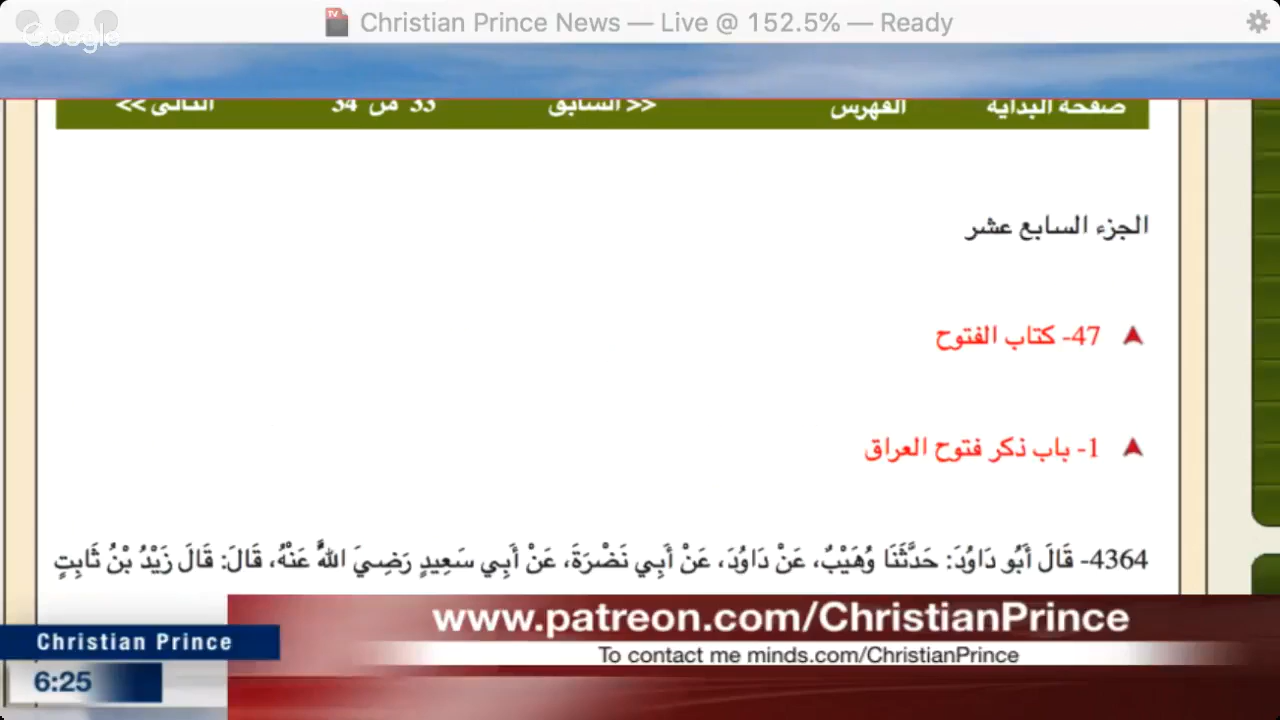 Christian Prince News — Live @ 152.5% — Ready
Google
صفحة البداية الفهرس << السابق 33 من 34 التالى >>
الجزء السابع عشر
47- كتاب الفتوح
1- باب ذكر فتوح العراق
4364- قَالَ أَبُو دَاوُدَ: حَدَّثَنَا وُهَيْبٌ، عَنْ دَاوُدَ، عَنْ أَبِي نَضْرَةَ، عَنْ أَبِي سَعِيدٍ رَضِيَ اللَّهُ عَنْهُ، قَالَ: قَالَ زَيْدُ بْنُ ثَابِتٍ
www.patreon.com/ChristianPrince
Christian Prince
To contact me minds.com/ChristianPrince
6:25